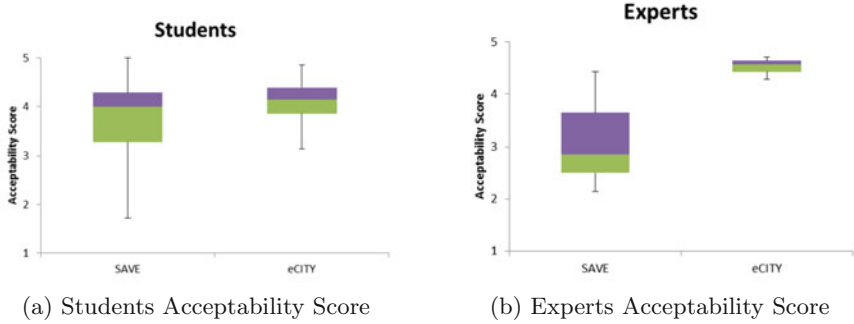 Students
Acceptability Score
5
4
3
2
1
SAVE
eCITY
(a) Students Acceptability Score
Experts
Acceptability Score
5
4
3
2
1
SAVE
eCITY
(b) Experts Acceptability Score